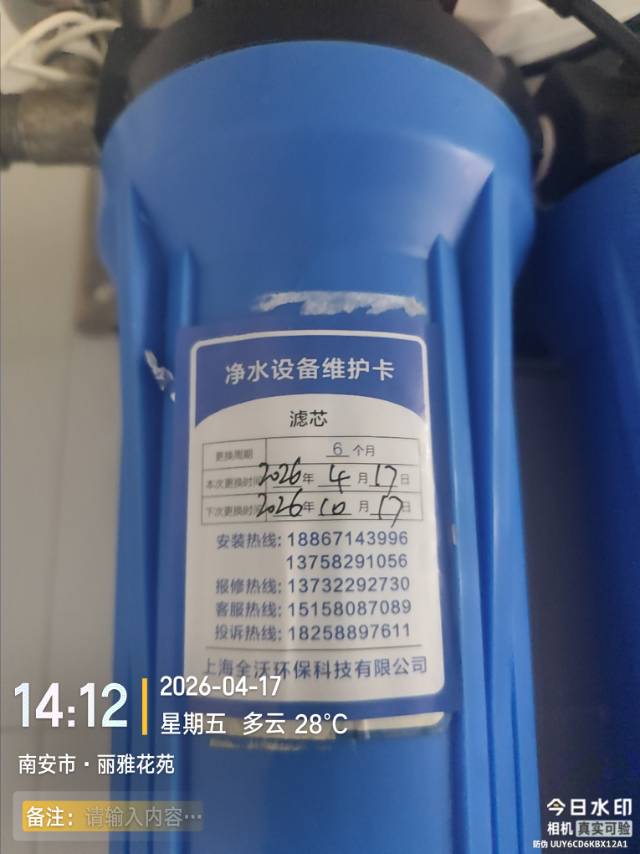 净水设备维护卡
滤芯
更换周期 6 个月
本次更换时间 2026年 4 月 17 日
下次更换时间 2026年 10 月 17 日
安装热线: 18867143996
13758291056
报修热线: 13732292730
客服热线: 15158087089
投诉热线: 18258897611
上海全沃环保科技有限公司
14:12
2026-04-17
星期五 多云 28°C
南安市·丽雅花苑
备注: 请输入内容…
今日水印
相机 真实可验
防伪 UUY6CD6KBX12A1